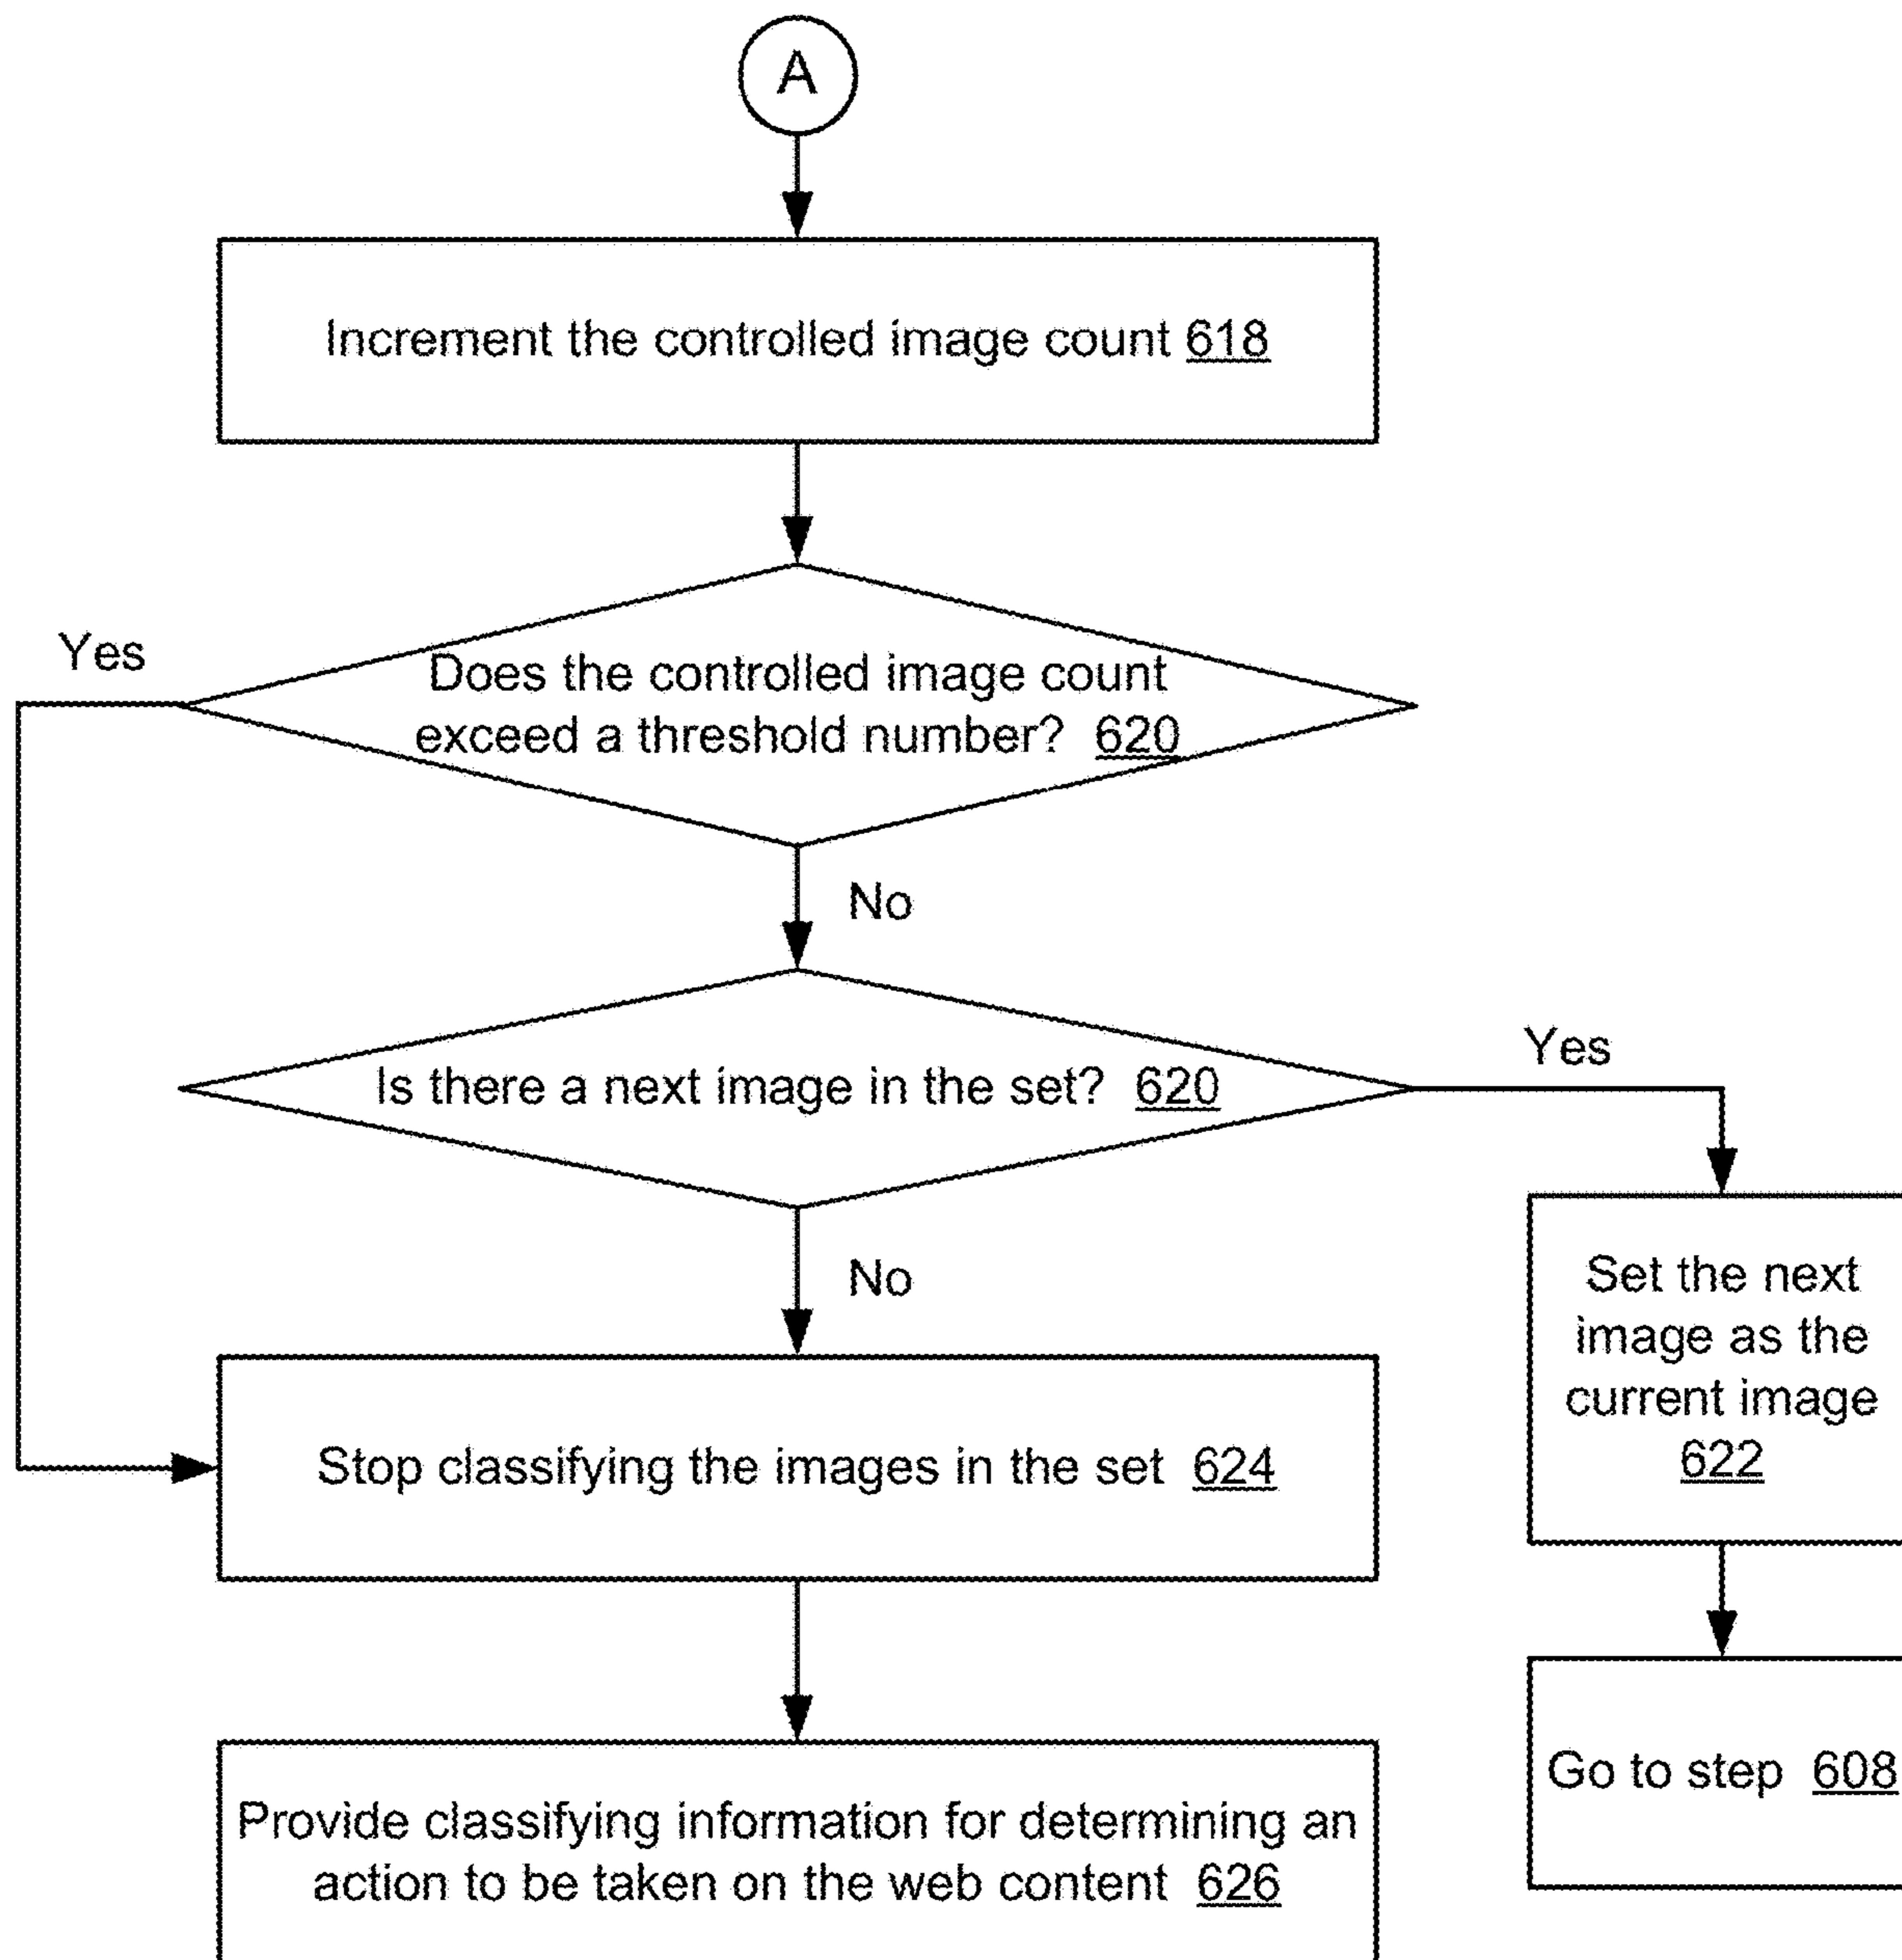 A
Increment the controlled image count 618
Yes
Does the controlled image count
exceed a threshold number? 620
No
Is there a next image in the set? 620
Yes
No
Set the next
image as the
current image
622
Stop classifying the images in the set 624
Go to step 608
Provide classifying information for determining an
action to be taken on the web content 626